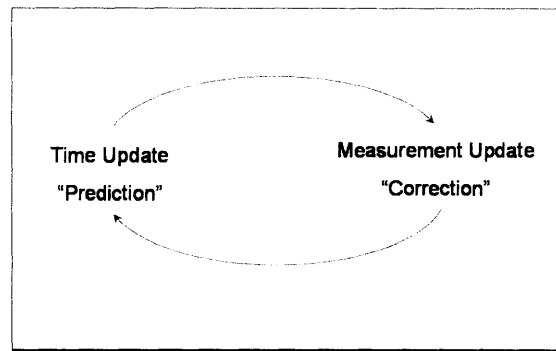 Time Update
“Prediction”
Measurement Update
“Correction”